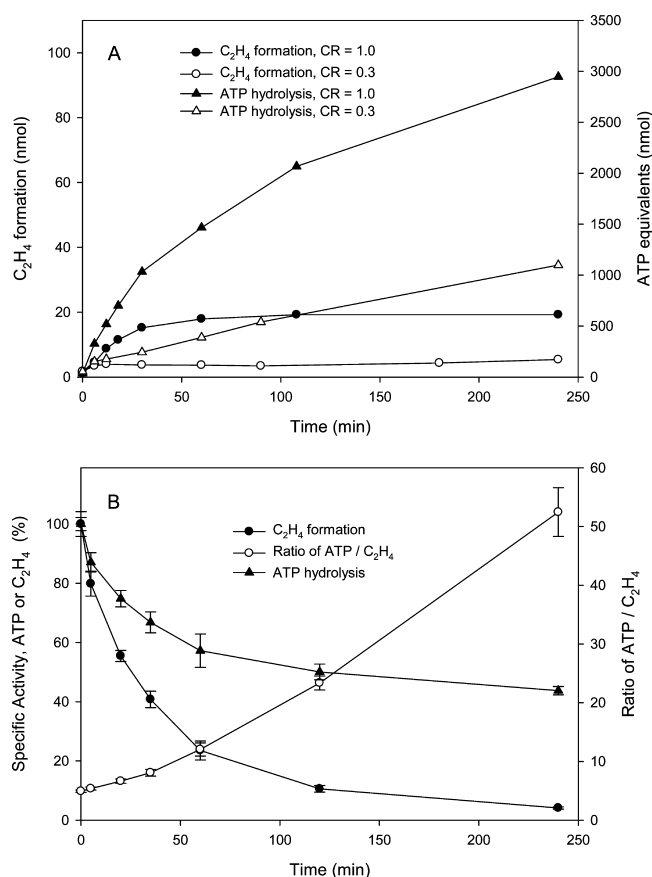 A
C₂H₄ formation, CR = 1.0
C₂H₄ formation, CR = 0.3
ATP hydrolysis, CR = 1.0
ATP hydrolysis, CR = 0.3
C₂H₄ formation (nmol)
100
80
60
40
20
0
ATP equivalents (nmol)
3500
3000
2500
2000
1500
1000
500
0
0 50 100 150 200 250
Time (min)
B
C₂H₄ formation
Ratio of ATP / C₂H₄
ATP hydrolysis
Specific Activity, ATP or C₂H₄ (%)
100
80
60
40
20
0
Ratio of ATP / C₂H₄
60
50
40
30
20
10
0
0 50 100 150 200 250
Time (min)